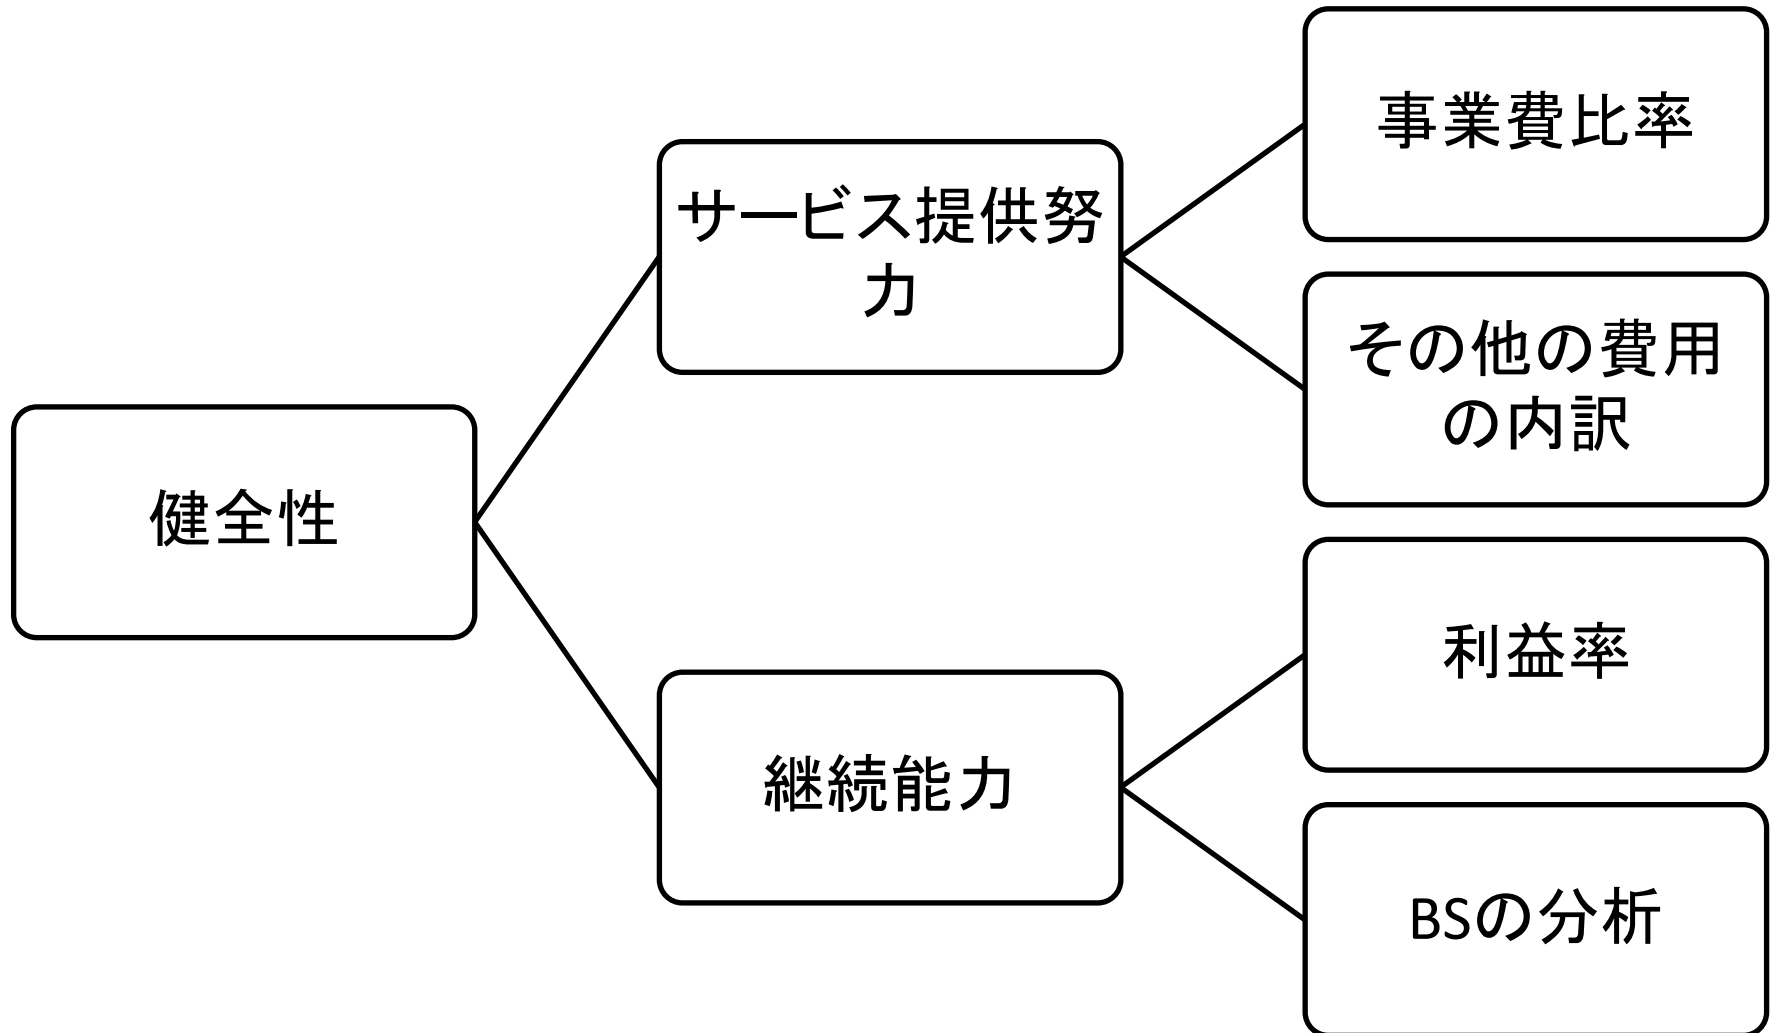 健全性
サービス提供努
力
事業費比率
その他の費用
の内訳
継続能力
利益率
BSの分析